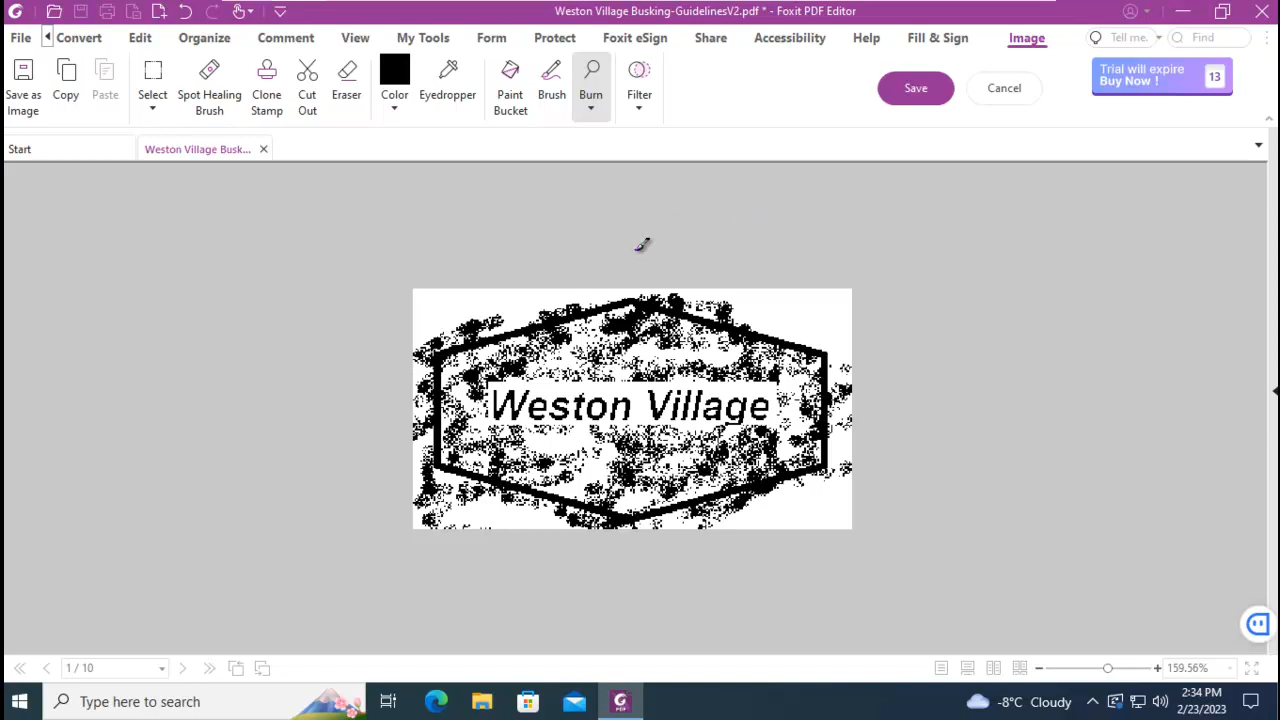 Weston Village Busking-GuidelinesV2.pdf * - Foxit PDF Editor
File Convert Edit Organize Comment View My Tools Form Protect Foxit eSign Share Accessibility Help Fill & Sign Image Tell me. Find
Save as Image Copy Paste Select Spot Healing Brush Clone Stamp Cut Out Eraser Color Eyedropper Paint Bucket Brush Burn Filter Save Cancel
Trial will expire
Buy Now ! 13
Start Weston Village Busk...
Weston Village
1 / 10 159.56%
Type here to search -8°C Cloudy 2:34 PM
2/23/2023